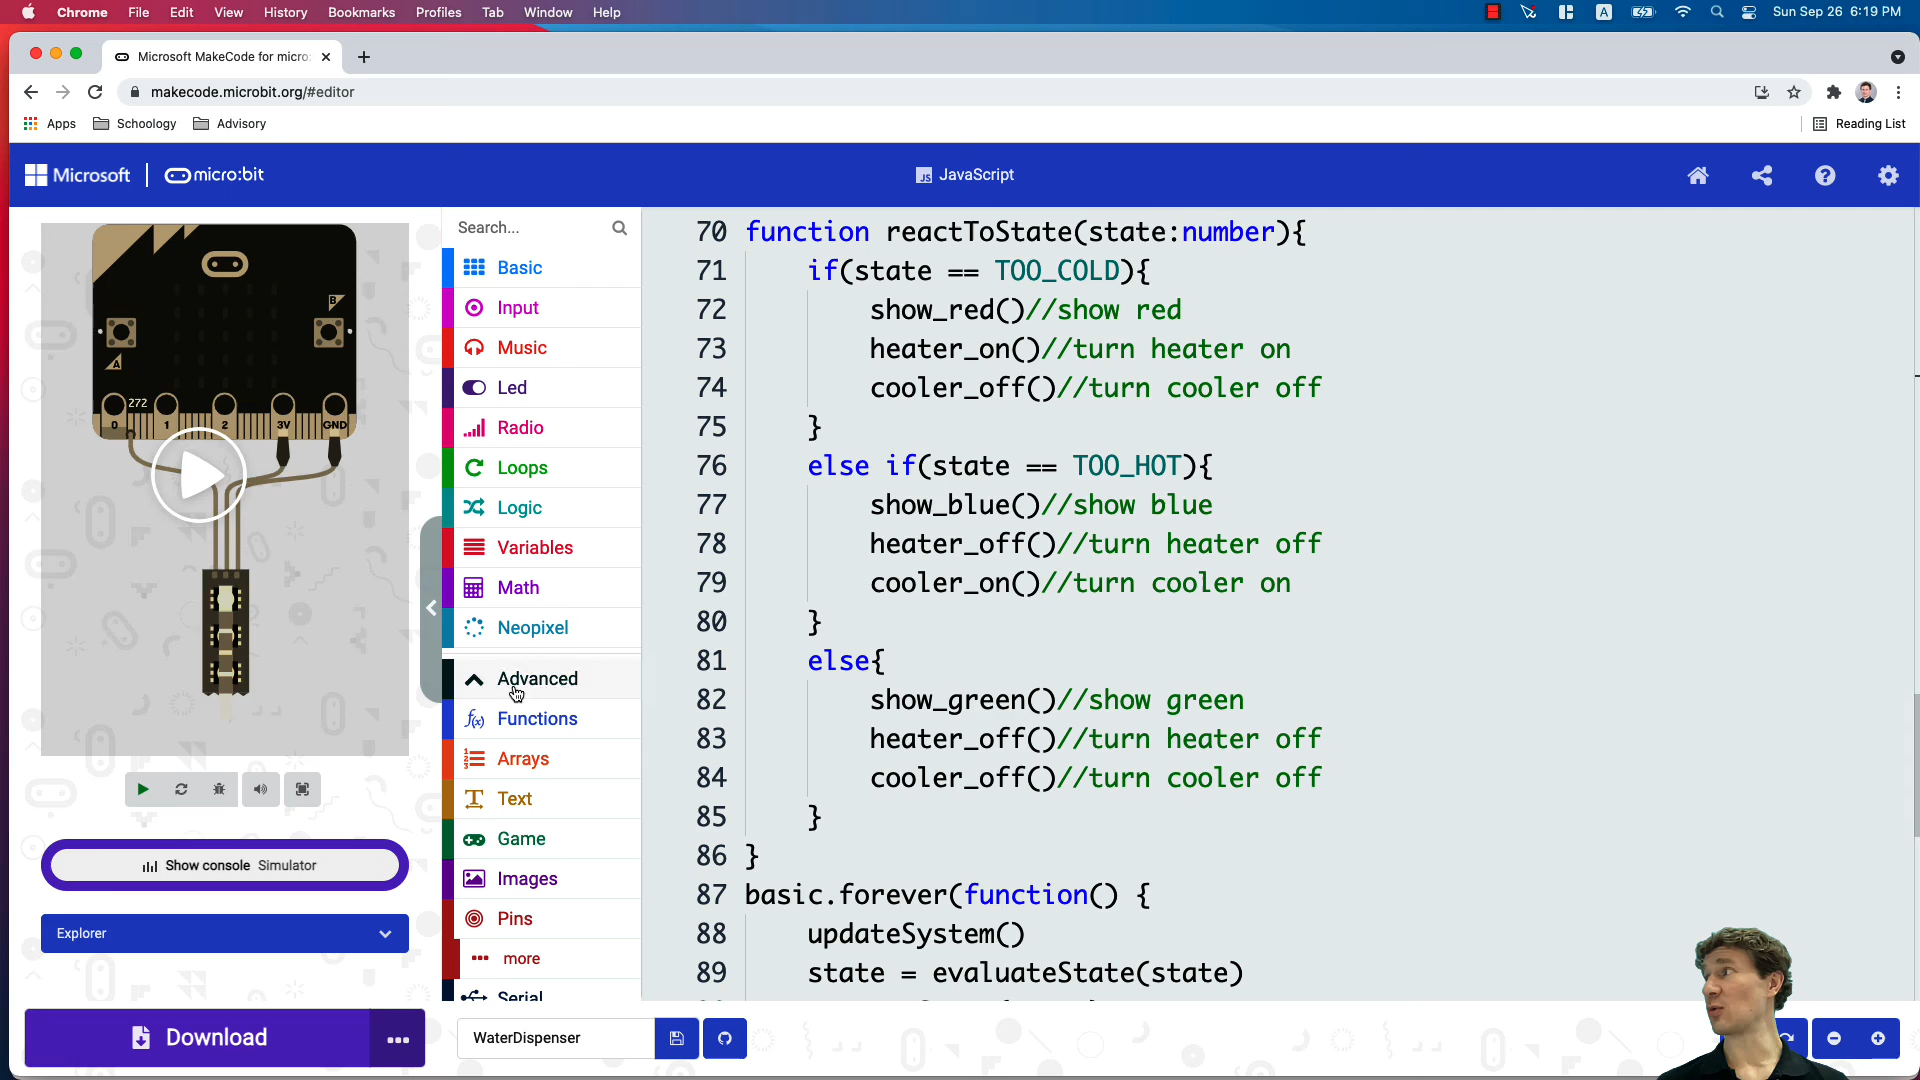 Chrome File Edit View History Bookmarks Profiles Tab Window Help A Sun Sep 26 6:19 PM
Microsoft MakeCode for micro:
makecode.microbit.org/#editor
Apps Schoology Advisory Reading List
Microsoft micro:bit JS JavaScript
Search...
Basic
Input
Music
Led
Radio
Loops
Logic
Variables
Math
Neopixel
Advanced
Functions
Arrays
Text
Game
Images
Pins
more
Serial
A
B
272
0 1 2 3V GND
Show console Simulator
Explorer
Download
WaterDispenser
70 function reactToState(state:number){
71 if(state == TOO_COLD){
72 show_red()//show red
73 heater_on()//turn heater on
74 cooler_off()//turn cooler off
75 }
76 else if(state == TOO_HOT){
77 show_blue()//show blue
78 heater_off()//turn heater off
79 cooler_on()//turn cooler on
80 }
81 else{
82 show_green()//show green
83 heater_off()//turn heater off
84 cooler_off()//turn cooler off
85 }
86 }
87 basic.forever(function() {
88 updateSystem()
89 state = evaluateState(state)